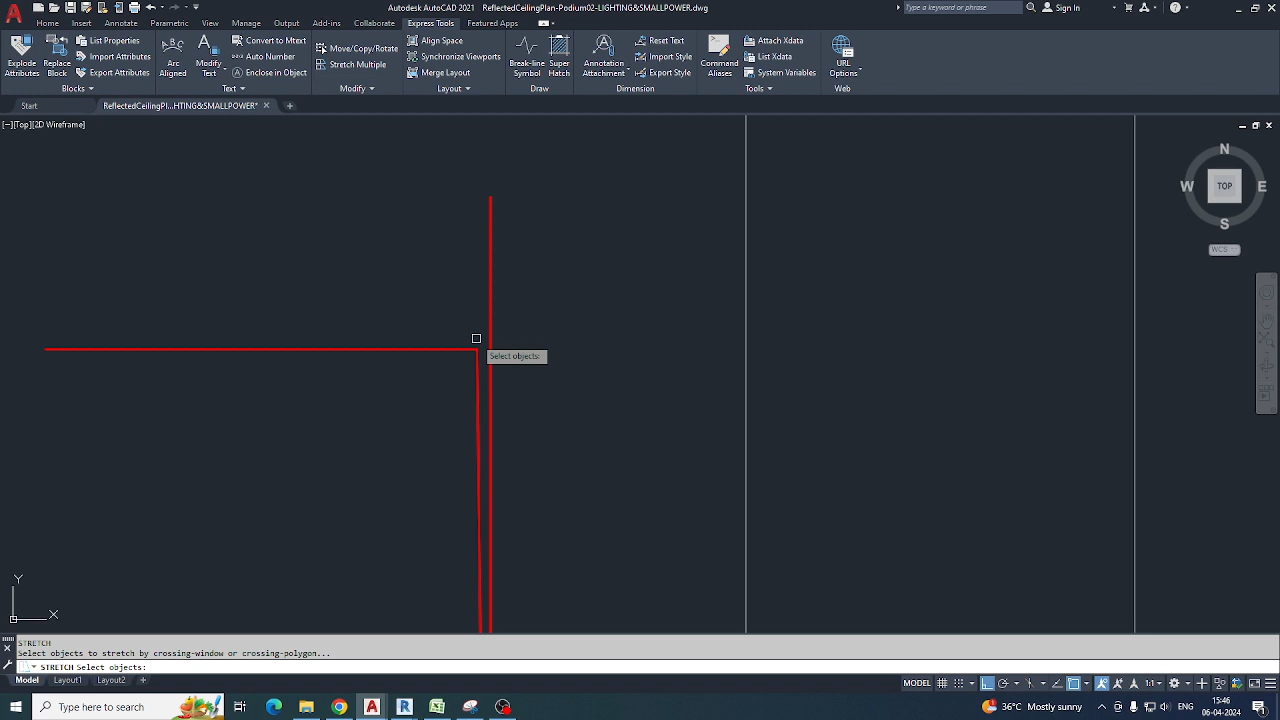 Autodesk AutoCAD 2021 ReflectedCeilingPlan-Podium02-LIGHTING&SMALLPOWER.dwg
Type a keyword or phrase
Sign In
Home Insert Annotate Parametric View Manage Output Add-ins Collaborate Express Tools Featured Apps
Explode Attributes
Replace Block
List Properties
Import Attributes
Export Attributes
Blocks
Arc Aligned
Modify Text
Convert to Mtext
Auto Number
Enclose in Object
Text
Move/Copy/Rotate
Stretch Multiple
Modify
Align Space
Synchronize Viewports
Merge Layout
Layout
Break-line Symbol
Super Hatch
Draw
Annotation Attachment
Reset Text
Import Style
Export Style
Dimension
Command Aliases
Attach Xdata
List Xdata
System Variables
Tools
URL Options
Web
Start
ReflectedCeilingPl...HTING&SMALLPOWER*
[−][Top][2D Wireframe]
N
W TOP E
S
WCS
Select objects:
Y
X
STRETCH
Select objects to stretch by crossing-window or crossing-polygon...
STRETCH Select objects:
Model Layout1 Layout2
MODEL
1:1
Type here to search
36°C Mostly sunny
15:46
06-04-2024